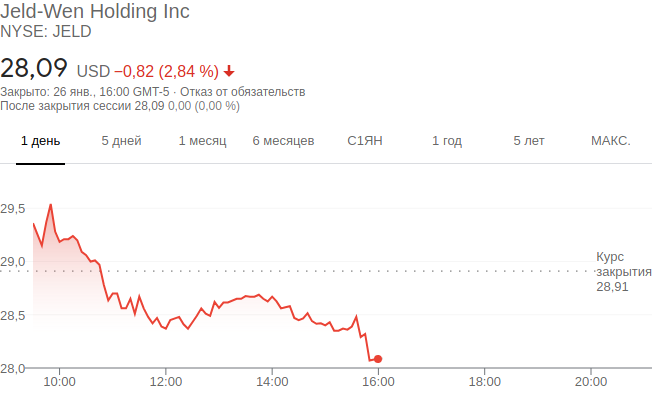 Jeld-Wen Holding Inc
NYSE: JELD
28,09 USD −0,82 (2,84 %)
Закрыто: 26 янв., 16:00 GMT-5 · Отказ от обязательств
После закрытия сессии 28,09 0,00 (0,00 %)
1 день 5 дней 1 месяц 6 месяцев С1ЯН 1 год 5 лет МАКС.
29,5
29,0
28,5
28,0
Курс
закрытия
28,91
10:00 12:00 14:00 16:00 18:00 20:00